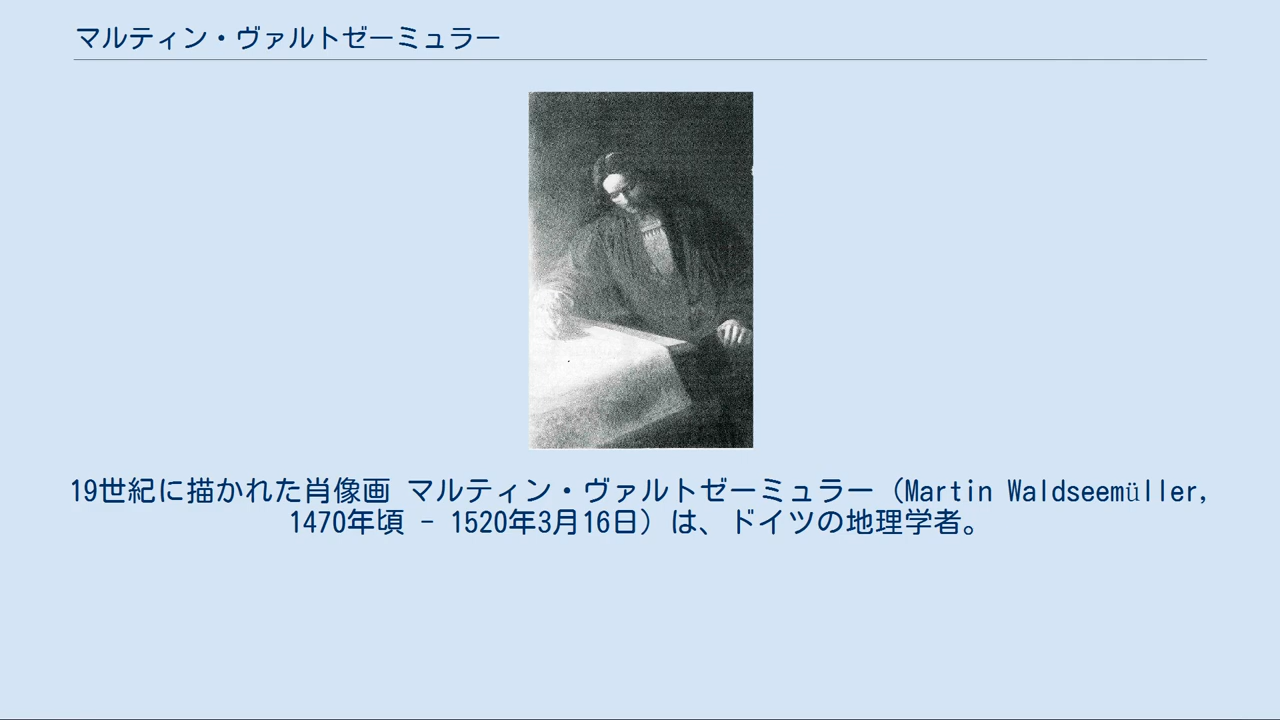 マルティン・ヴァルトゼーミュラー
19世紀に描かれた肖像画 マルティン・ヴァルトゼーミュラー（Martin Waldseemüller,
1470年頃 - 1520年3月16日）は、ドイツの地理学者。